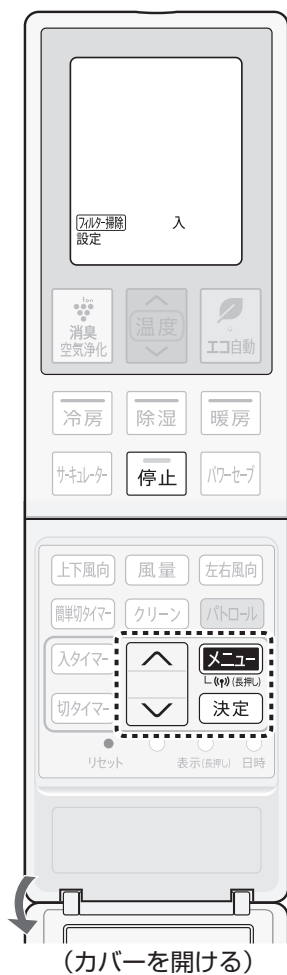 フィルター掃除 入
設定
Ion
消臭
空気浄化
温度
エコ自動
冷房 除湿 暖房
サーキュレーター 停止 パワーセーブ
上下風向 風量 左右風向
簡単切タイマー クリーン パトロール
入タイマー メニュー
(長押し)
切タイマー 決定
リセット 表示(長押し) 日時
(カバーを開ける)